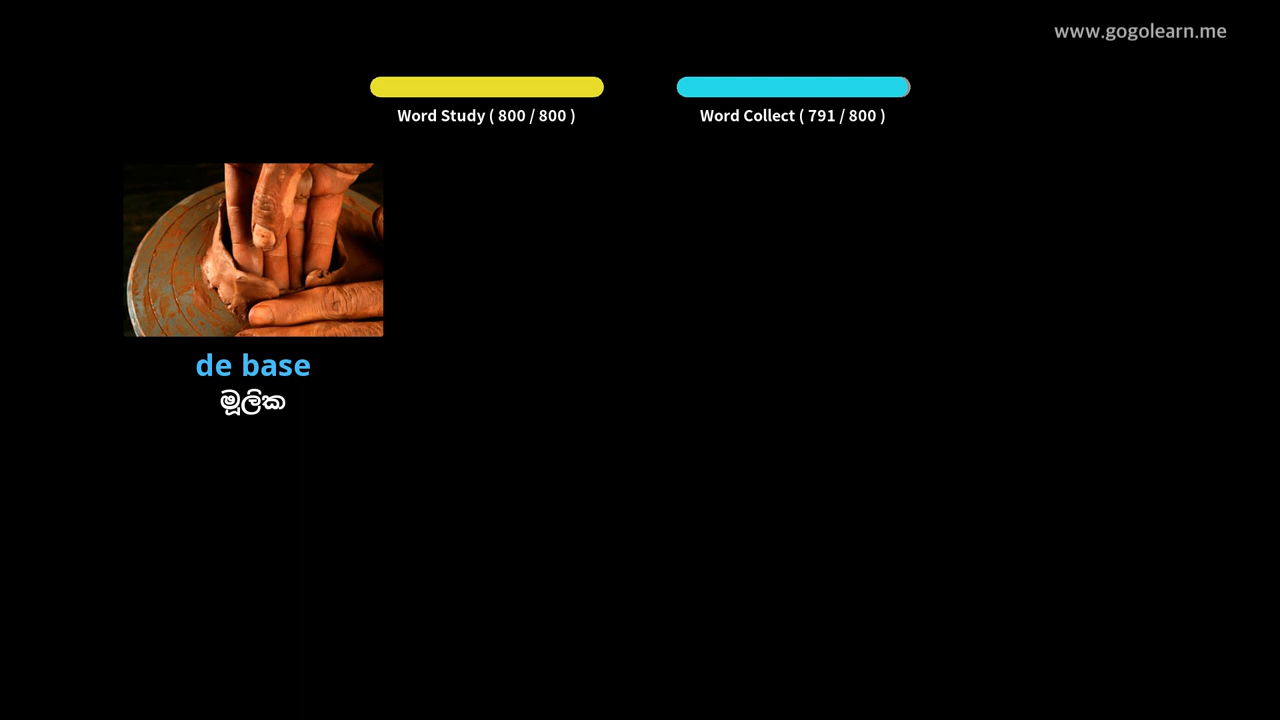 www.gogolearn.me
Word Study ( 800 / 800 )
Word Collect ( 791 / 800 )
de base
මූලික